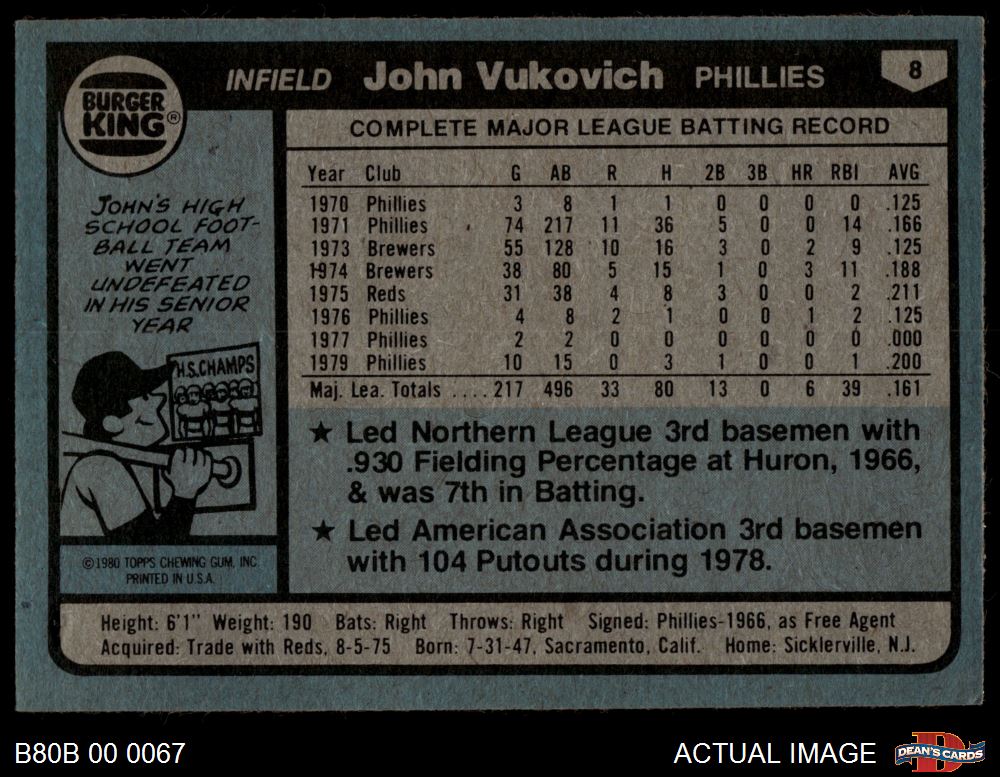 BURGER
KING®
INFIELD John Vukovich PHILLIES 8
COMPLETE MAJOR LEAGUE BATTING RECORD
Year Club G AB R H 2B 3B HR RBI AVG
1970 Phillies 3 8 1 1 0 0 0 0 .125
1971 Phillies 74 217 11 36 5 0 0 14 .166
1973 Brewers 55 128 10 16 3 0 2 9 .125
1974 Brewers 38 80 5 15 1 0 3 11 .188
1975 Reds 31 38 4 8 3 0 0 2 .211
1976 Phillies 4 8 2 1 0 0 1 2 .125
1977 Phillies 2 2 0 0 0 0 0 0 .000
1979 Phillies 10 15 0 3 1 0 0 1 .200
Maj. Lea. Totals ....217 496 33 80 13 0 6 39 .161
JOHN'S HIGH
SCHOOL FOOT-
BALL TEAM
WENT
UNDEFEATED
IN HIS SENIOR
YEAR
H.S. CHAMPS
★ Led Northern League 3rd basemen with
.930 Fielding Percentage at Huron, 1966,
& was 7th in Batting.
★ Led American Association 3rd basemen
with 104 Putouts during 1978.
©1980 TOPPS CHEWING GUM, INC.
PRINTED IN U.S.A.
Height: 6'1" Weight: 190 Bats: Right Throws: Right Signed: Phillies-1966, as Free Agent
Acquired: Trade with Reds, 8-5-75 Born: 7-31-47, Sacramento, Calif. Home: Sicklerville, N.J.
B80B 00 0067
ACTUAL IMAGE
D
DEAN'S CARDS